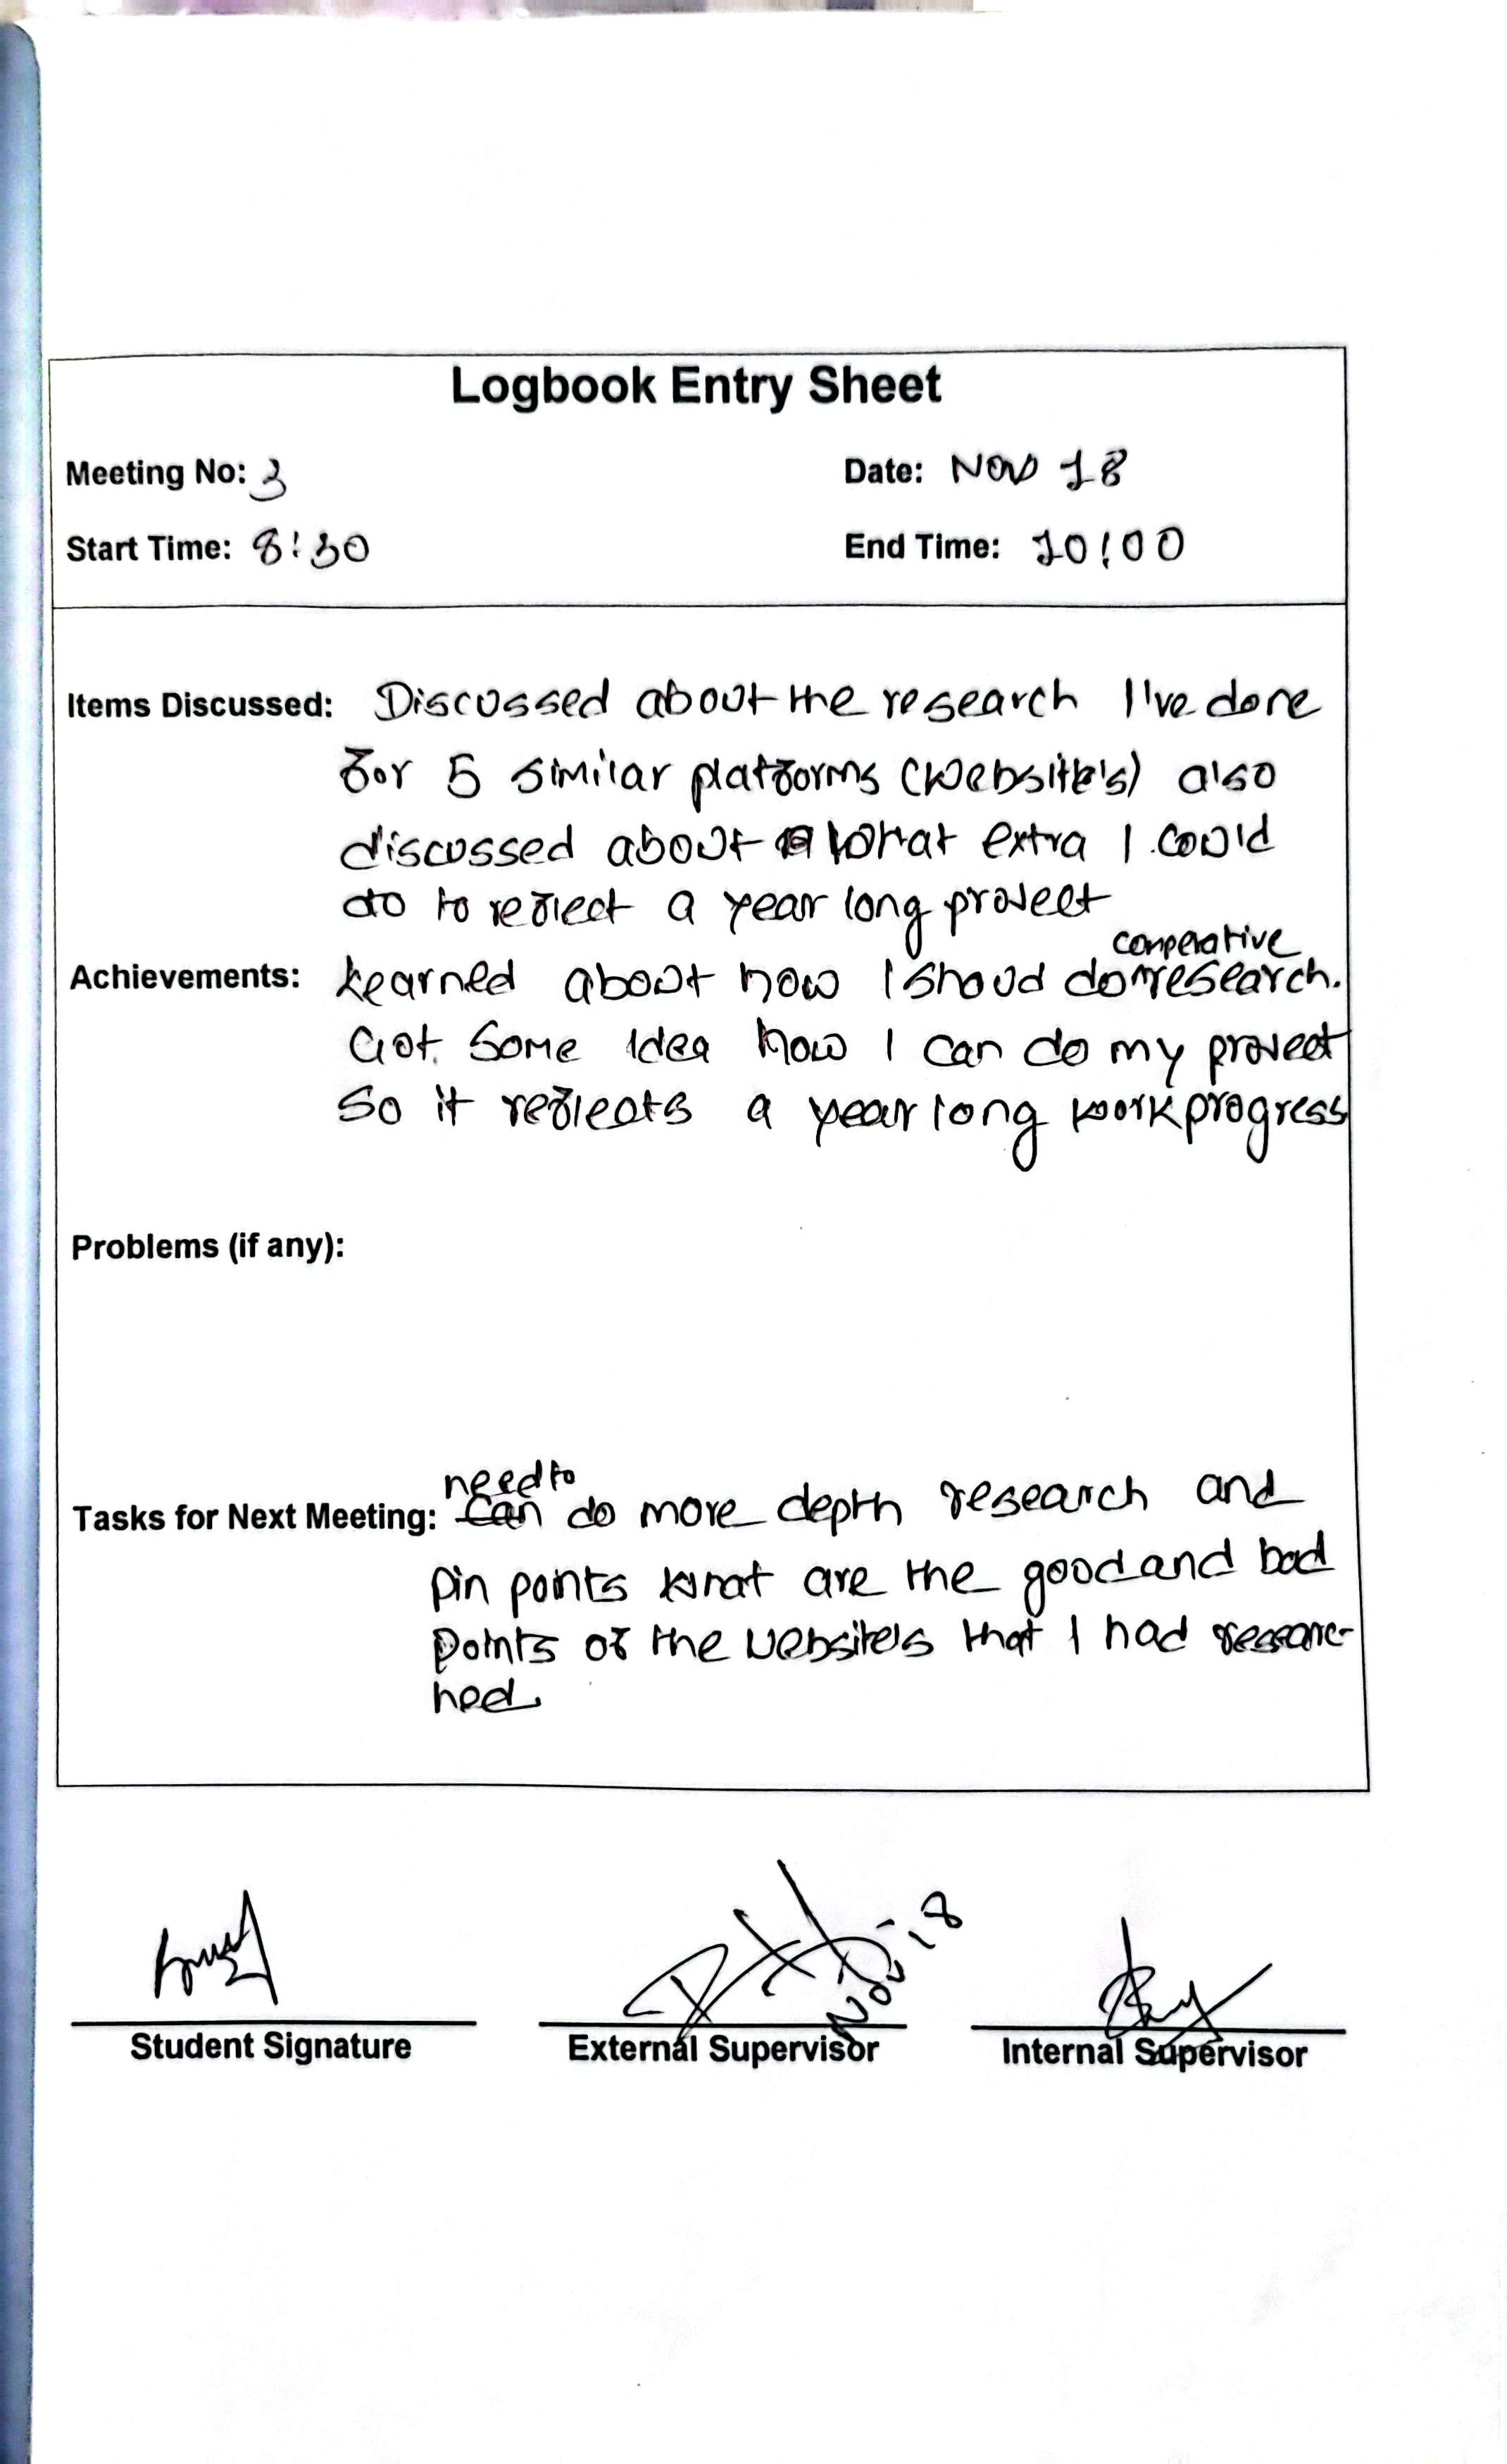 Logbook Entry Sheet
Meeting No: 3 Date: Nov 18
Start Time: 8:30 End Time: 10:00
Items Discussed: Discussed about the research I've done
for 5 similar platforms (website's) also
discussed about what extra I could
do to reflect a year long project
comperative
Achievements: Learned about how I shoud do research.
Got some idea how I can do my project
So it reflects a year long work progress
Problems (if any):
need to
Tasks for Next Meeting: can do more depth research and
pin points what are the good and bad
points of the website's that I had researc-
hed.
Nov-18
Student Signature External Supervisor Internal Supervisor